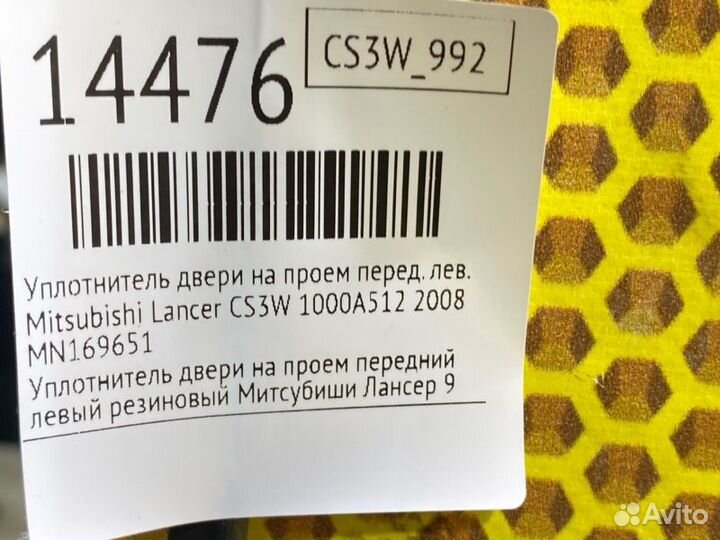 14476
CS3W_992
Уплотнитель двери на проем перед. лев.
Mitsubishi Lancer CS3W 1000A512 2008
MN169651
Уплотнитель двери на проем передний
левый резиновый Митсубиши Лансер 9
Avito